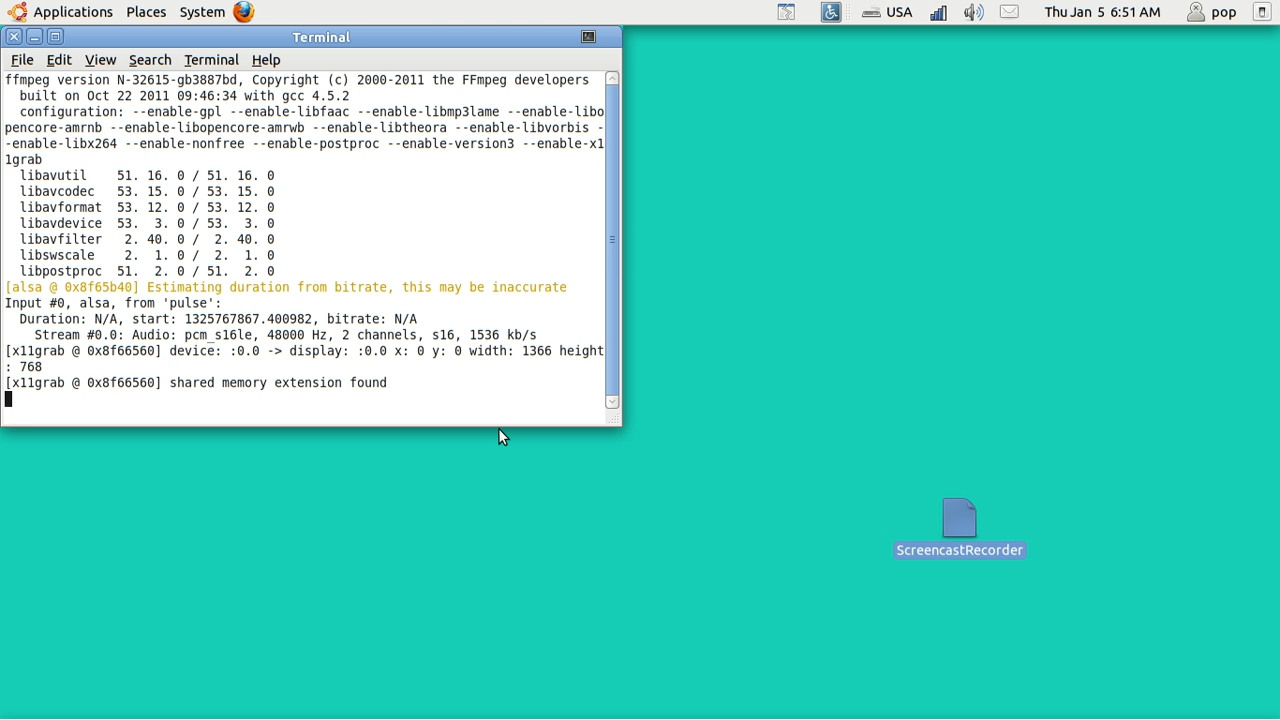 Applications Places System USA Thu Jan 5 6:51 AM pop
Terminal
File Edit View Search Terminal Help
ffmpeg version N-32615-gb3887bd, Copyright (c) 2000-2011 the FFmpeg developers
  built on Oct 22 2011 09:46:34 with gcc 4.5.2
  configuration: --enable-gpl --enable-libfaac --enable-libmp3lame --enable-libo
pencore-amrnb --enable-libopencore-amrwb --enable-libtheora --enable-libvorbis -
-enable-libx264 --enable-nonfree --enable-postproc --enable-version3 --enable-x1
1grab
  libavutil    51. 16. 0 / 51. 16. 0
  libavcodec   53. 15. 0 / 53. 15. 0
  libavformat  53. 12. 0 / 53. 12. 0
  libavdevice  53.  3. 0 / 53.  3. 0
  libavfilter   2. 40. 0 /  2. 40. 0
  libswscale    2.  1. 0 /  2.  1. 0
  libpostproc  51.  2. 0 / 51.  2. 0
[alsa @ 0x8f65b40] Estimating duration from bitrate, this may be inaccurate
Input #0, alsa, from 'pulse':
  Duration: N/A, start: 1325767867.400982, bitrate: N/A
    Stream #0.0: Audio: pcm_s16le, 48000 Hz, 2 channels, s16, 1536 kb/s
[x11grab @ 0x8f66560] device: :0.0 -> display: :0.0 x: 0 y: 0 width: 1366 height
: 768
[x11grab @ 0x8f66560] shared memory extension found
ScreencastRecorder